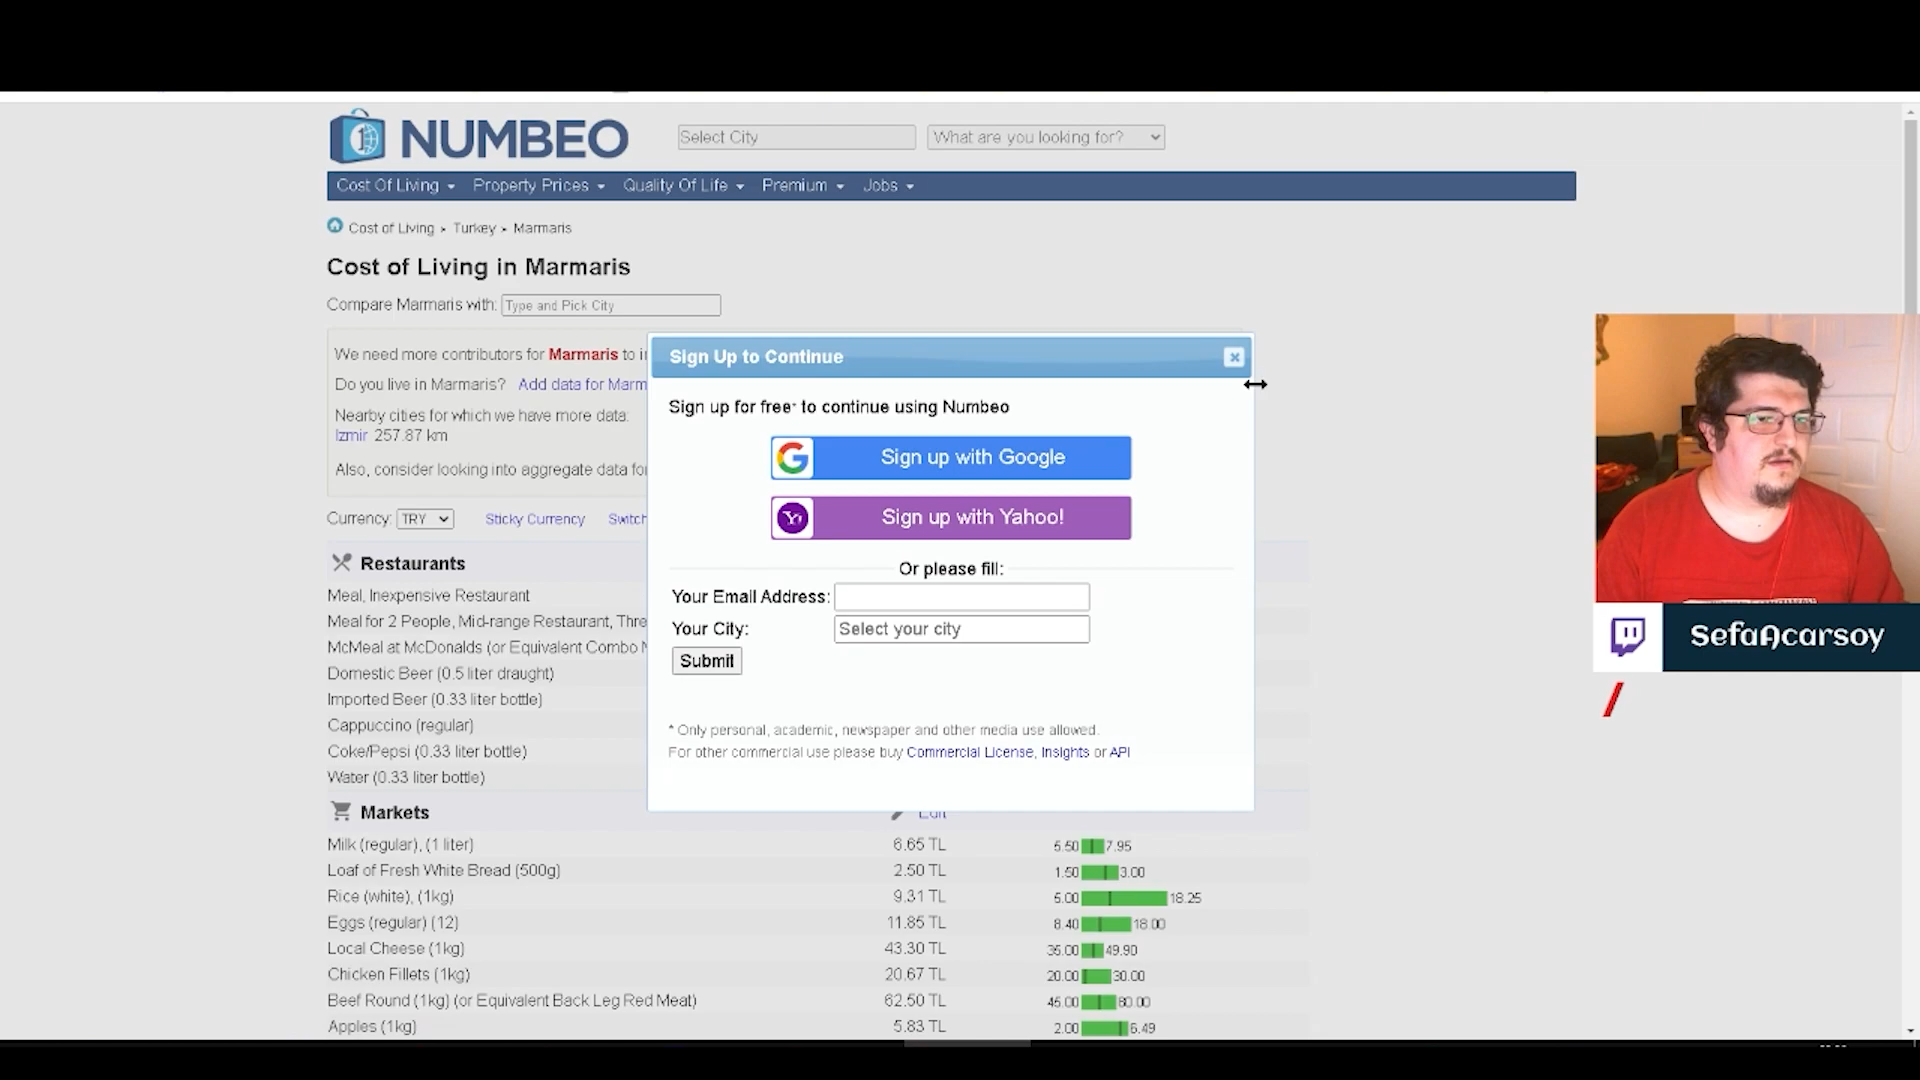 NUMBEO
Select City
What are you looking for?
Cost Of Living Property Prices Quality Of Life Premium Jobs
Cost of Living > Turkey > Marmaris
Cost of Living in Marmaris
Compare Marmaris with: Type and Pick City
We need more contributors for Marmaris to
Do you live in Marmaris? Add data for Marm
Nearby cities for which we have more data:
Izmir 257.87 km
Also, consider looking into aggregate data fo
Currency: TRY Sticky Currency Switch
Restaurants
Meal, Inexpensive Restaurant
Meal for 2 People, Mid-range Restaurant, Thre
McMeal at McDonalds (or Equivalent Combo
Domestic Beer (0.5 liter draught)
Imported Beer (0.33 liter bottle)
Cappuccino (regular)
Coke/Pepsi (0.33 liter bottle)
Water (0.33 liter bottle)
Markets Edit
Milk (regular), (1 liter) 6.65 TL 5.50 7.95
Loaf of Fresh White Bread (500g) 2.50 TL 1.50 3.00
Rice (white), (1kg) 9.31 TL 5.00 18.25
Eggs (regular) (12) 11.85 TL 8.40 18.00
Local Cheese (1kg) 43.30 TL 35.00 49.90
Chicken Fillets (1kg) 20.67 TL 20.00 30.00
Beef Round (1kg) (or Equivalent Back Leg Red Meat) 62.50 TL 45.00 80.00
Apples (1kg) 5.83 TL 2.00 6.49
Sign Up to Continue
Sign up for free* to continue using Numbeo
Sign up with Google
Sign up with Yahoo!
Or please fill:
Your Email Address:
Your City: Select your city
Submit
* Only personal, academic, newspaper and other media use allowed.
For other commercial use please buy Commercial License, Insights or API
SefaAcarsoy
/